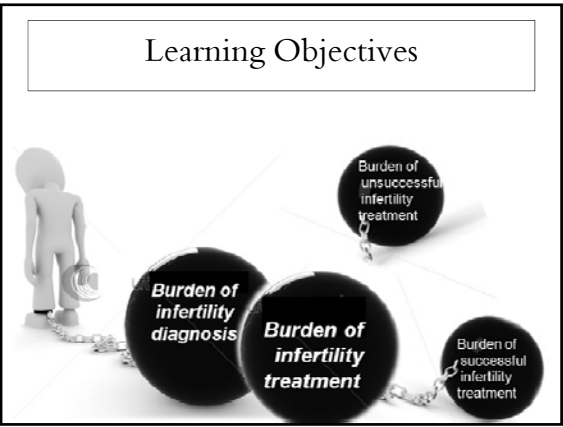 Learning Objectives
Burden of
unsuccessful
infertility
treatment
Burden of
infertility
diagnosis
Burden of
infertility
treatment
Burden of
successful
infertility
treatment